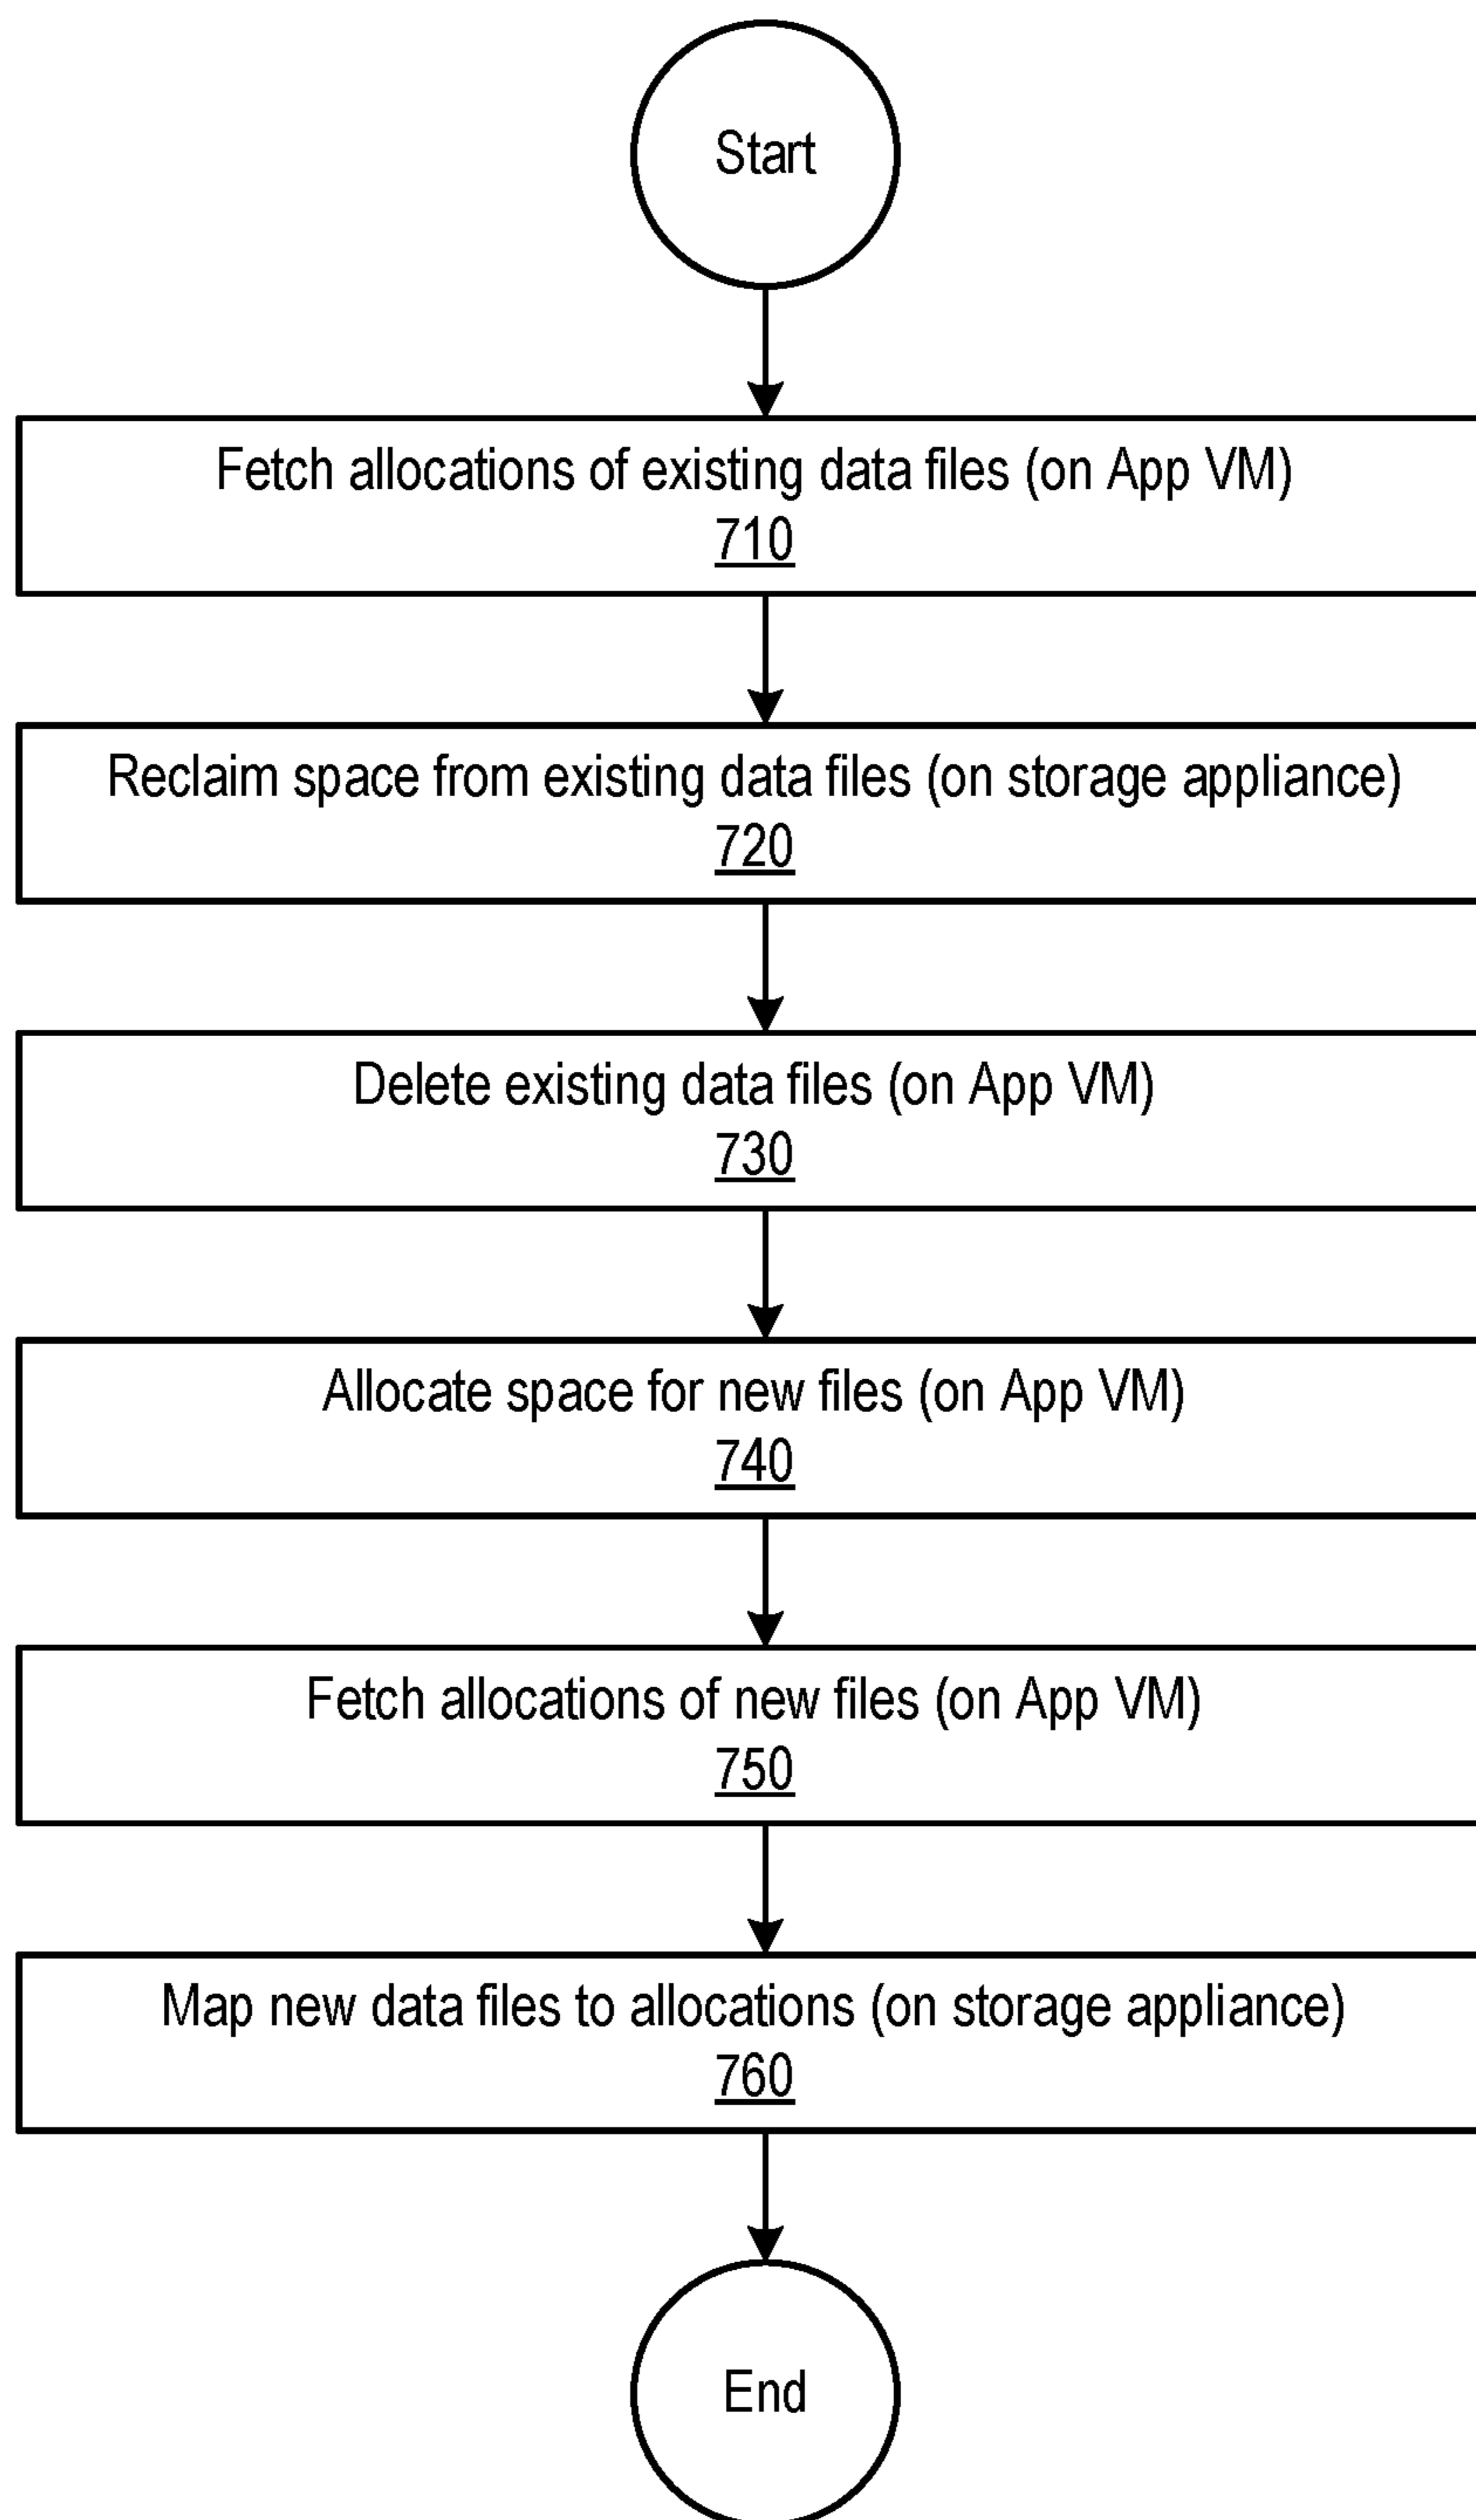 Start
Fetch allocations of existing data files (on App VM)
710
Reclaim space from existing data files (on storage appliance)
720
Delete existing data files (on App VM)
730
Allocate space for new files (on App VM)
740
Fetch allocations of new files (on App VM)
750
Map new data files to allocations (on storage appliance)
760
End